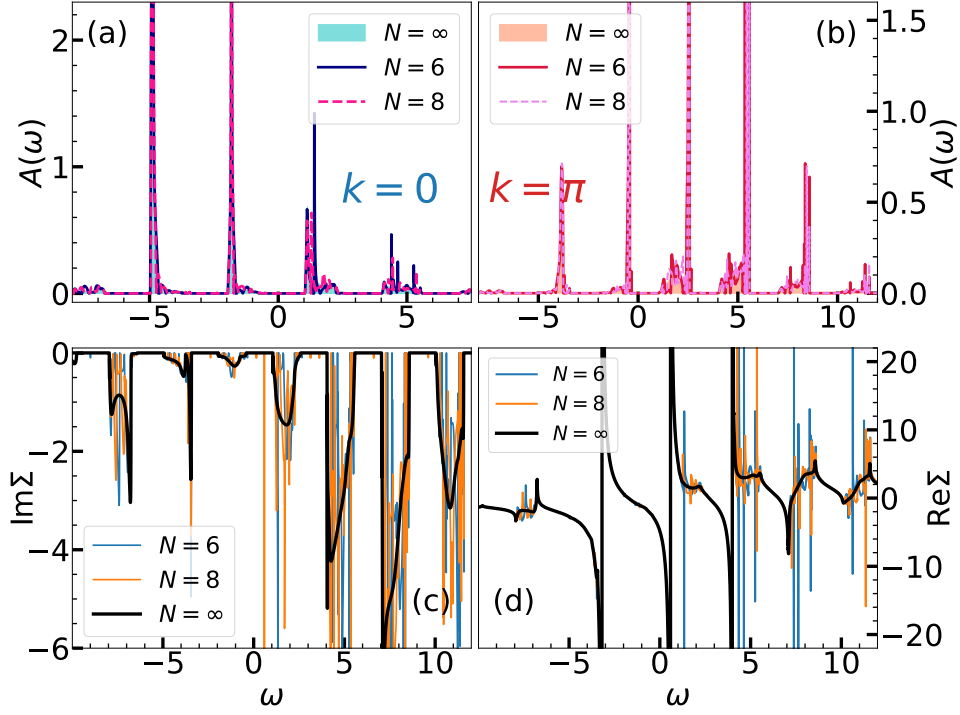 (a)
N = ∞
N = 6
N = 8
k = 0
A(ω)
2
1
0
−5
0
5
(b)
N = ∞
N = 6
N = 8
k = π
A(ω)
1.5
1.0
0.5
0.0
−5
0
5
10
(c)
N = 6
N = 8
N = ∞
ImΣ
0
−2
−4
−6
−5
0
5
10
ω
(d)
N = 6
N = 8
N = ∞
ReΣ
20
10
0
−10
−20
−5
0
5
10
ω